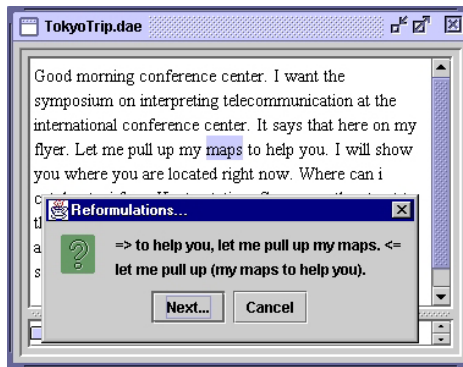 TokyoTrip.dae
Good morning conference center. I want the
symposium on interpreting telecommunication at the
international conference center. It says that here on my
flyer. Let me pull up my maps to help you. I will show
you where you are located right now. Where can i
Reformulations...
=> to help you, let me pull up my maps. <=
let me pull up (my maps to help you).
Next... Cancel